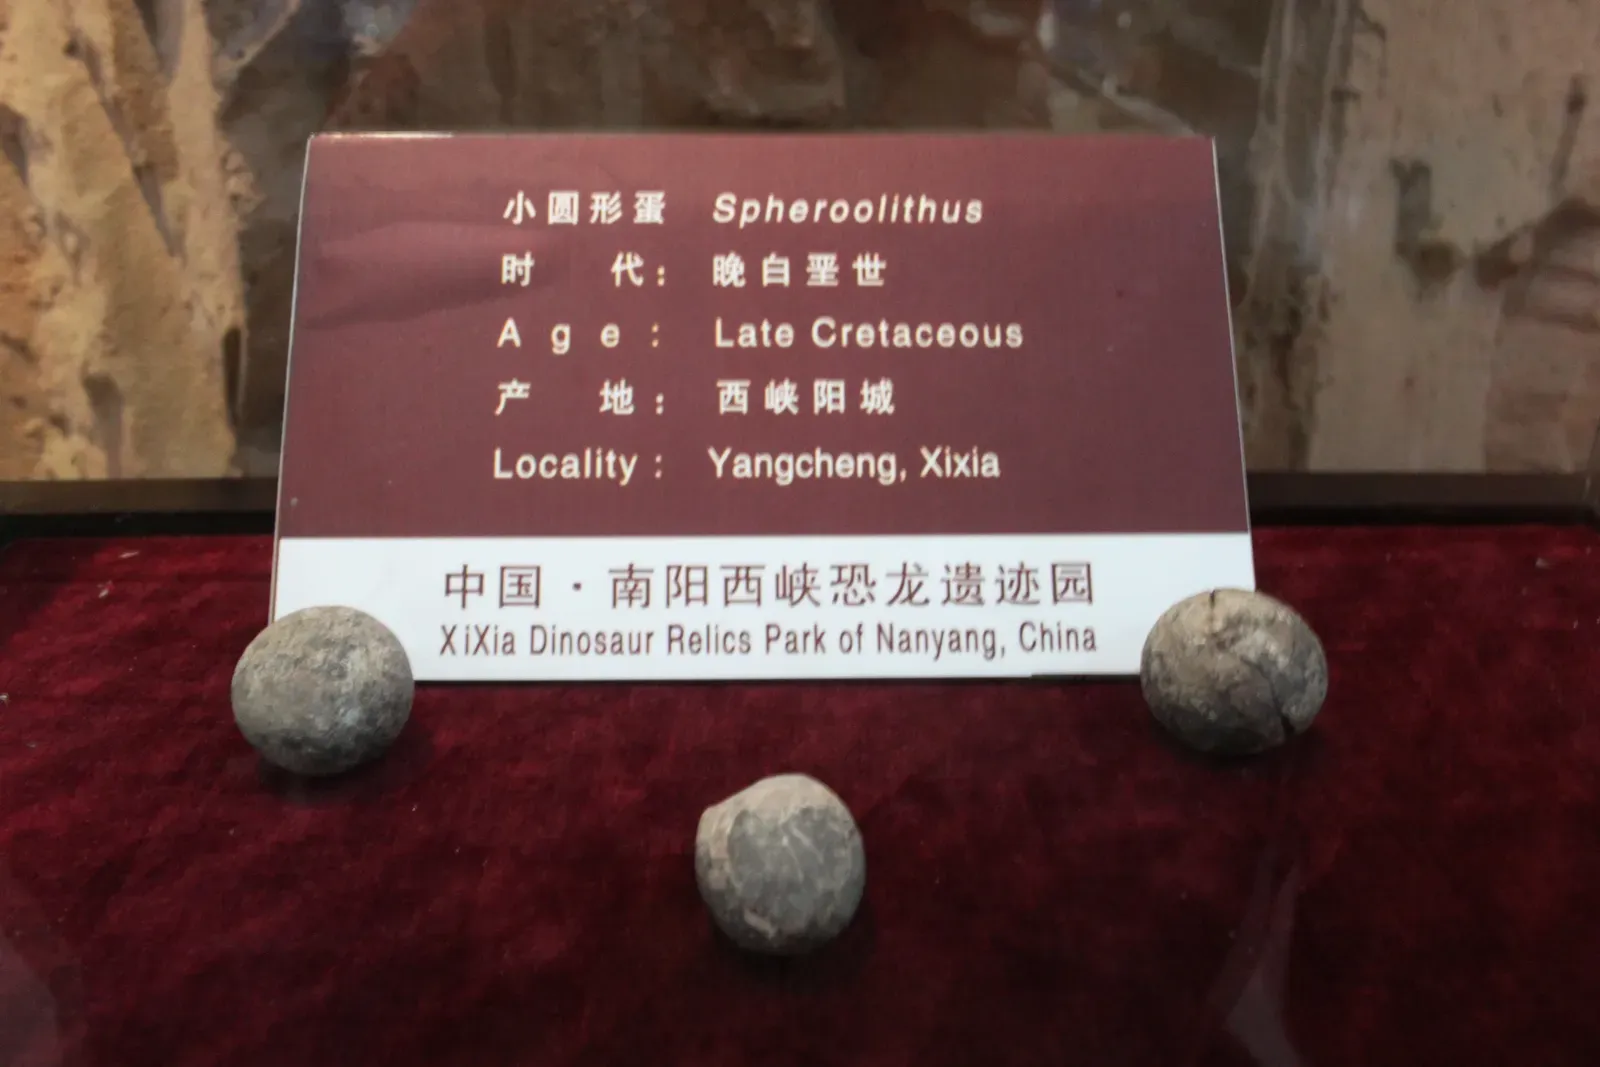 小圆形蛋 Spheroolithus
时 代: 晚白垩世
Age: Late Cretaceous
产 地: 西峡阳城
Locality: Yangcheng, Xixia
中国·南阳西峡恐龙遗迹园
XiXia Dinosaur Relics Park of Nanyang, China